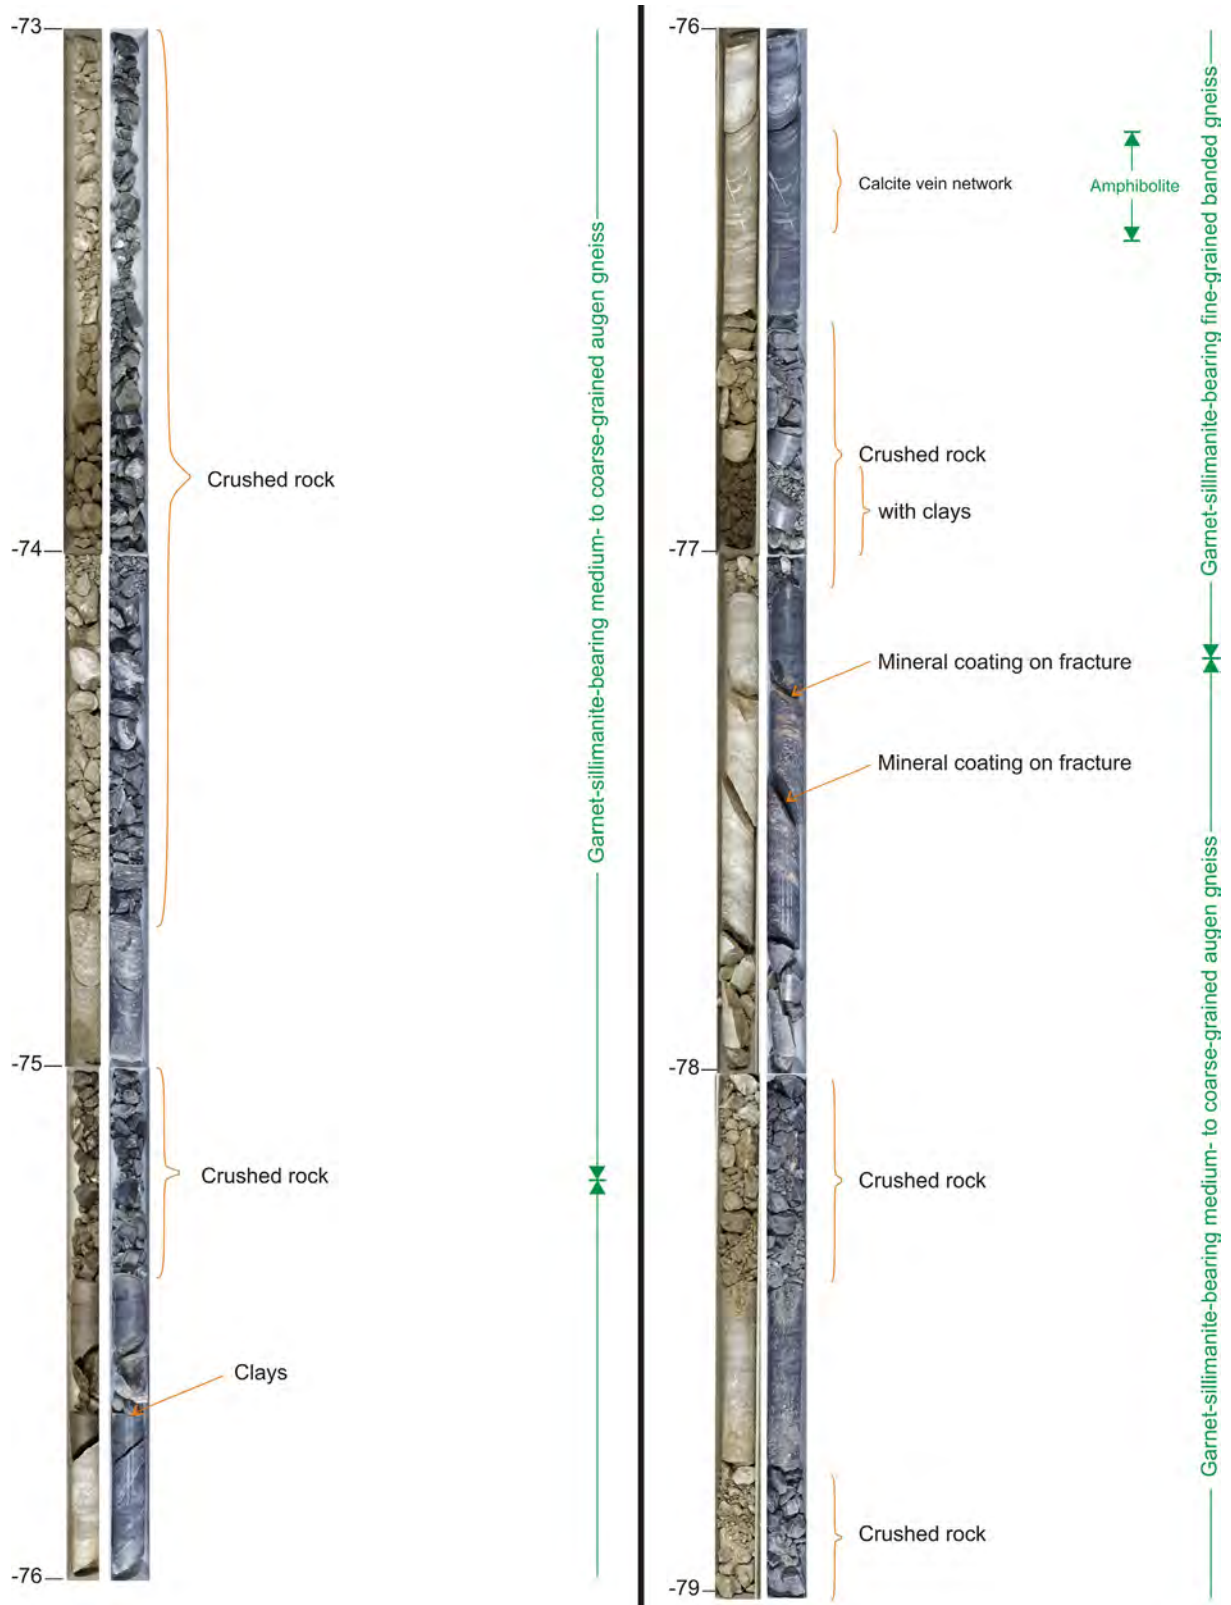 -73
Crushed rock
-74
Garnet-sillimanite-bearing medium- to coarse-grained augen gneiss
-75
Crushed rock
Clays
-76
-76
Calcite vein network
Amphibolite
Garnet-sillimanite-bearing fine-grained banded gneiss
Crushed rock
with clays
-77
Mineral coating on fracture
Mineral coating on fracture
-78
Crushed rock
Garnet-sillimanite-bearing medium- to coarse-grained augen gneiss
Crushed rock
-79